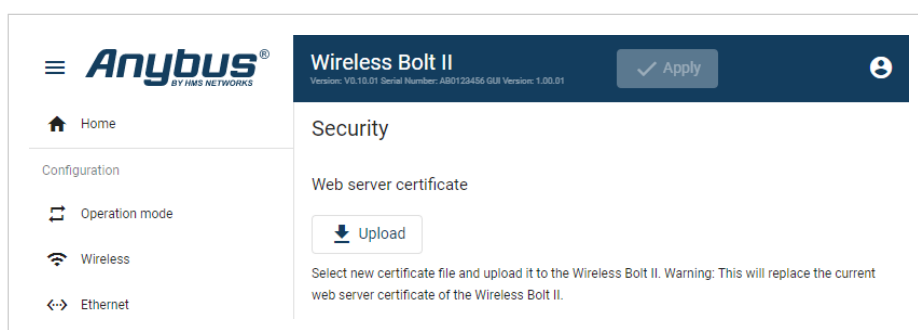 Anybus®
BY HMS NETWORKS
Wireless Bolt II
Version: V0.10.01 Serial Number: AB0123456 GUI Version: 1.00.01
Apply
Home
Security
Configuration
Web server certificate
Operation mode
Upload
Wireless
Select new certificate file and upload it to the Wireless Bolt II. Warning: This will replace the current
web server certificate of the Wireless Bolt II.
Ethernet